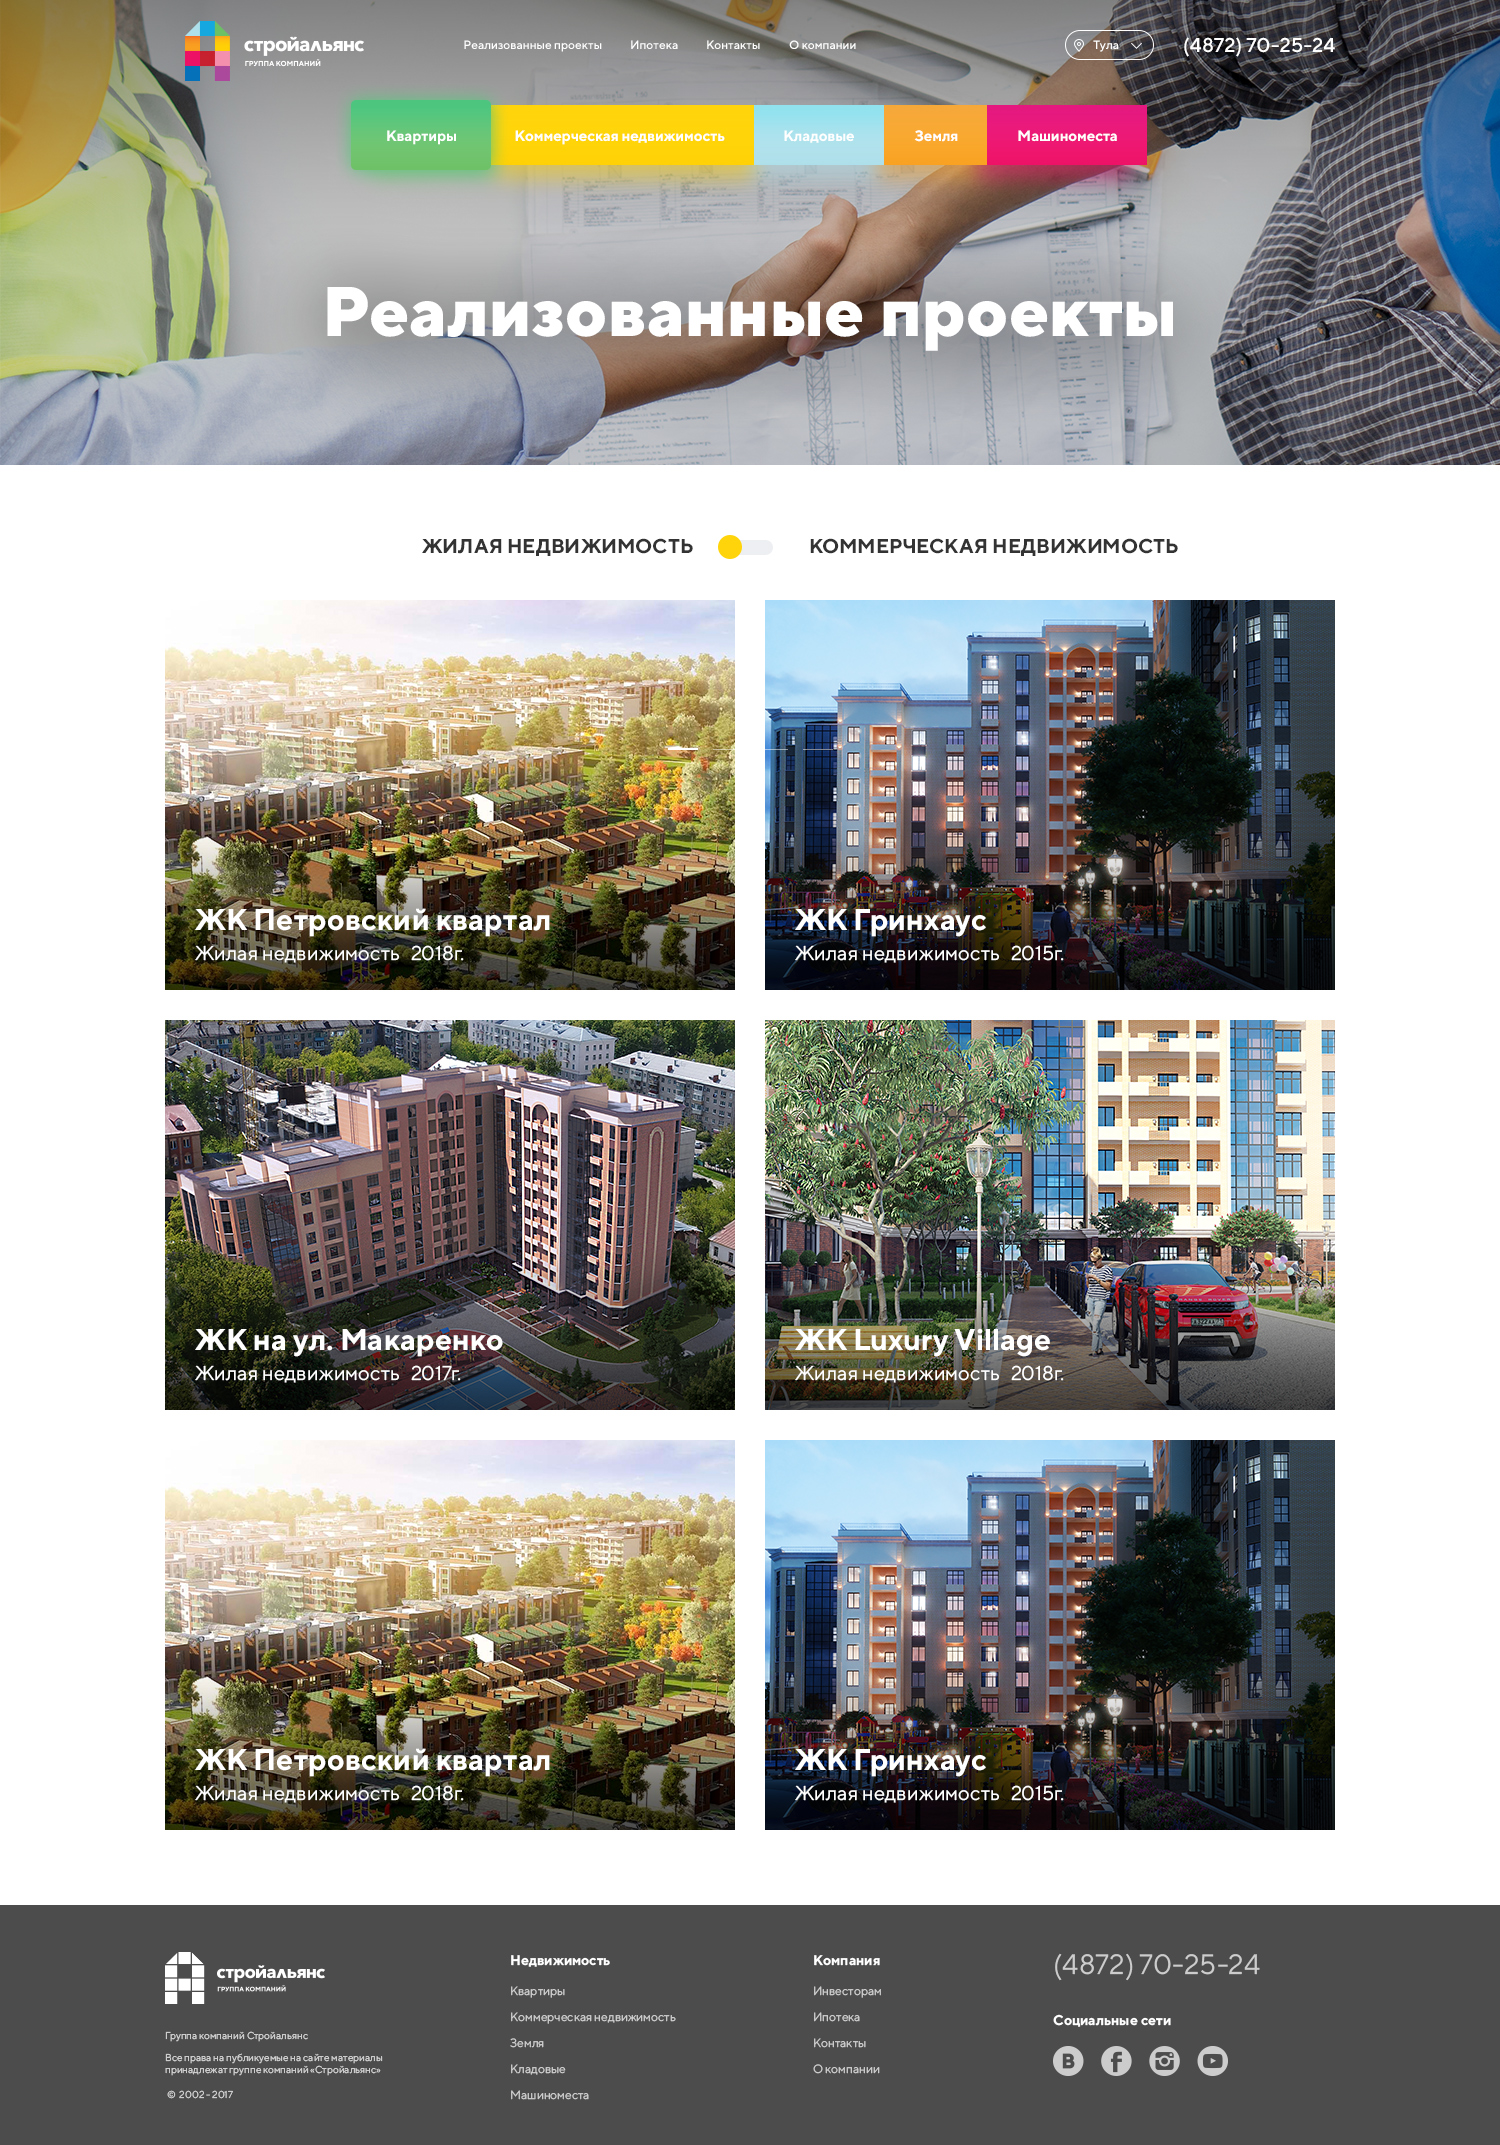 стройальянс
ГРУППА КОМПАНИЙ
Реализованные проекты
Ипотека
Контакты
О компании
Тула
(4872) 70-25-24
Квартиры
Коммерческая недвижимость
Кладовые
Земля
Машиноместа
Реализованные проекты
ЖИЛАЯ НЕДВИЖИМОСТЬ
КОММЕРЧЕСКАЯ НЕДВИЖИМОСТЬ
ЖК Петровский квартал
Жилая недвижимость 2018г.
ЖК Гринхаус
Жилая недвижимость 2015г.
ЖК на ул. Макаренко
Жилая недвижимость 2017г.
ЖК Luxury Village
Жилая недвижимость 2018г.
ЖК Петровский квартал
Жилая недвижимость 2018г.
ЖК Гринхаус
Жилая недвижимость 2015г.
стройальянс
ГРУППА КОМПАНИЙ
Группа компаний Стройальянс
Все права на публикуемые на сайте материалы
принадлежат группе компаний «Стройальянс»
© 2002-2017
Недвижимость
Квартиры
Коммерческая недвижимость
Земля
Кладовые
Машиноместа
Компания
Инвесторам
Ипотека
Контакты
О компании
(4872) 70-25-24
Социальные сети